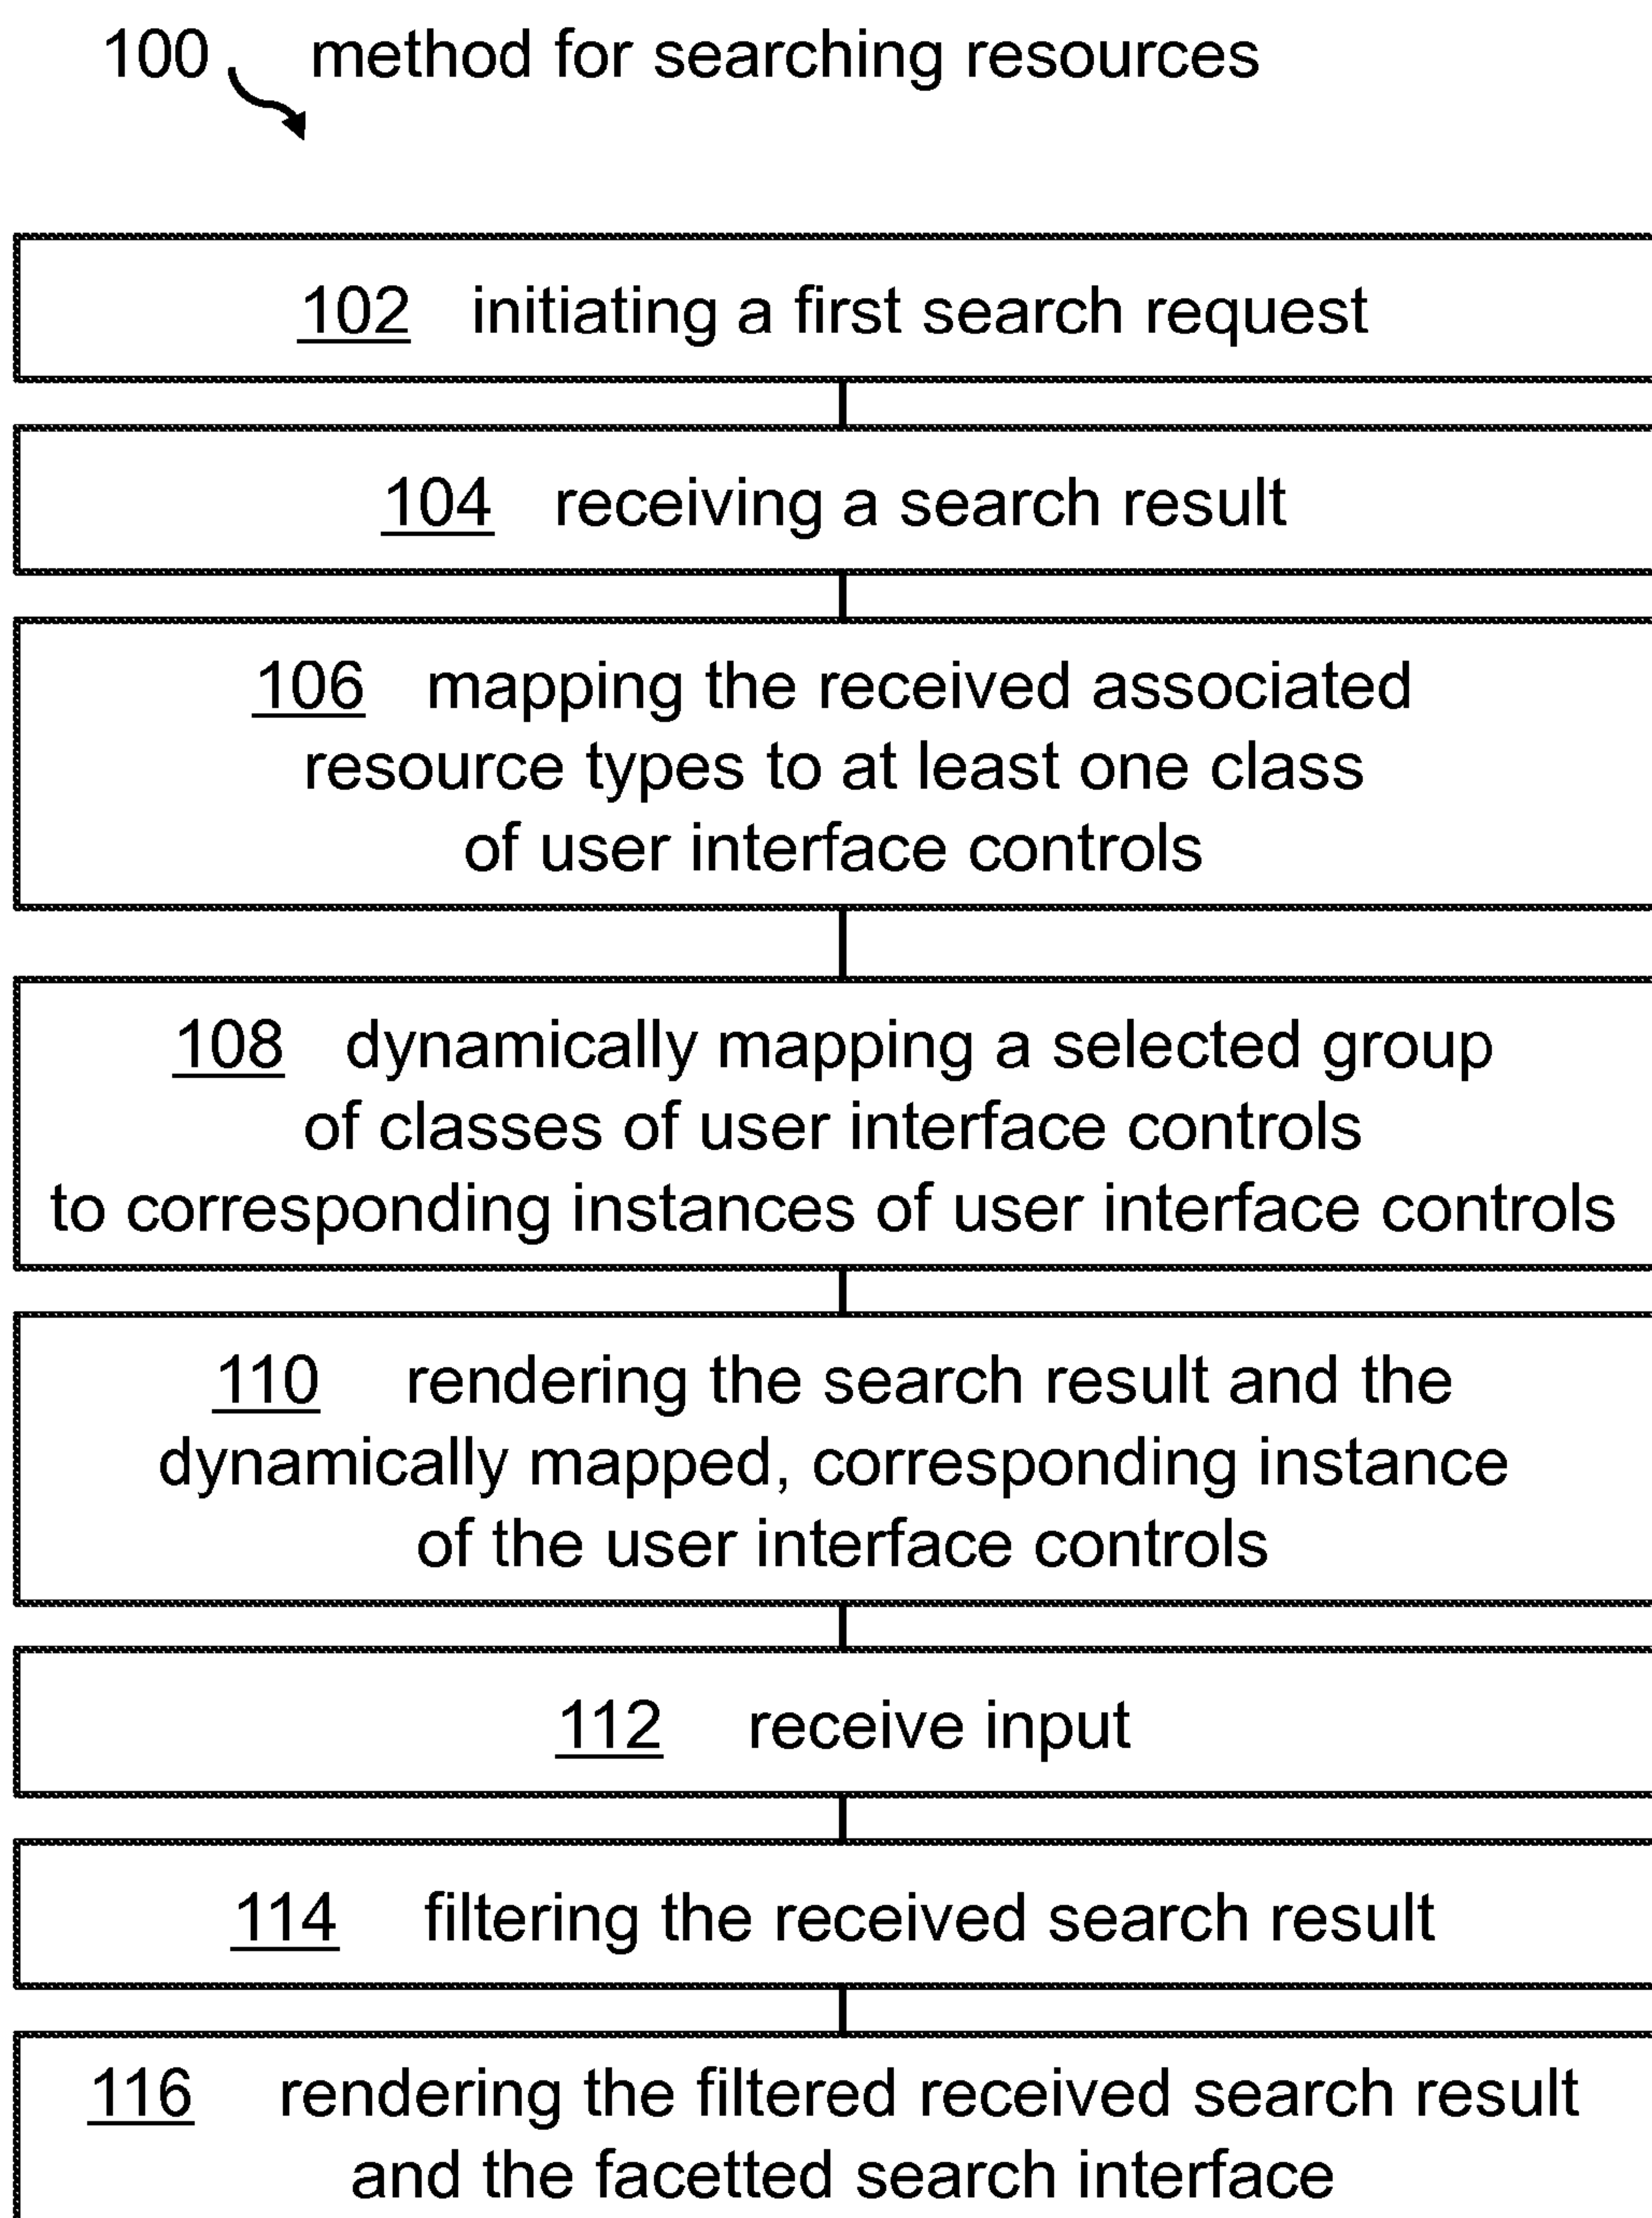 100 method for searching resources
102 initiating a first search request
104 receiving a search result
106 mapping the received associated
resource types to at least one class
of user interface controls
108 dynamically mapping a selected group
of classes of user interface controls
to corresponding instances of user interface controls
110 rendering the search result and the
dynamically mapped, corresponding instance
of the user interface controls
112 receive input
114 filtering the received search result
116 rendering the filtered received search result
and the facetted search interface